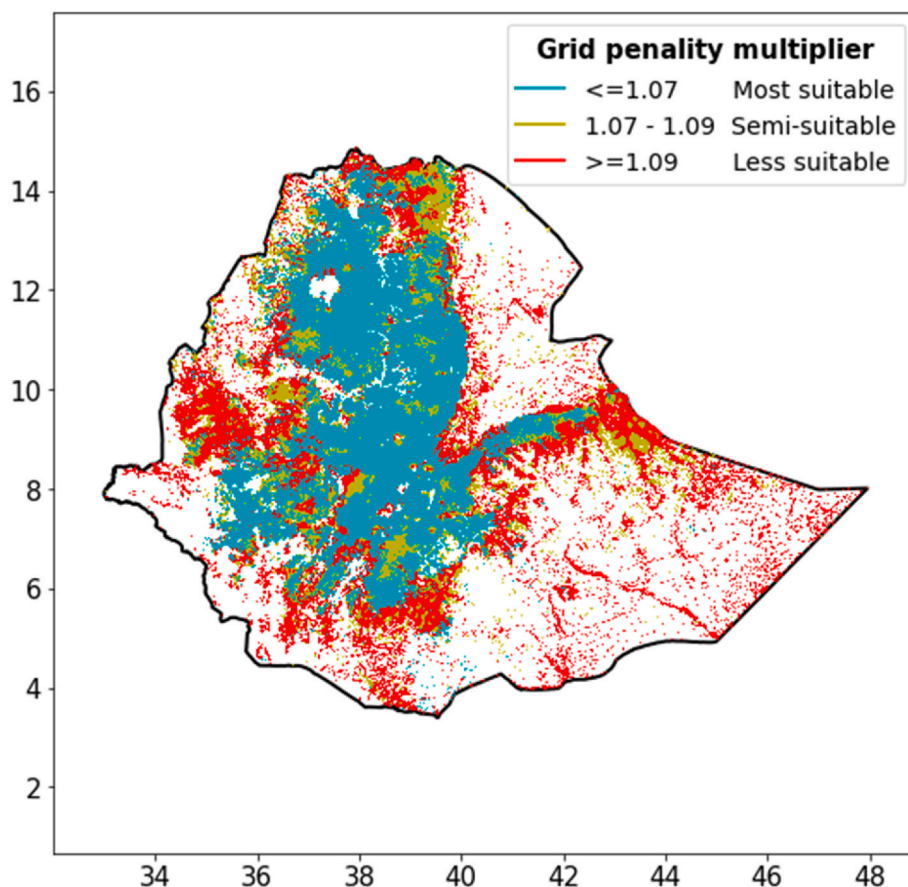 Grid penality multiplier
<=1.07 Most suitable
1.07 - 1.09 Semi-suitable
>=1.09 Less suitable
16
14
12
10
8
6
4
2
34 36 38 40 42 44 46 48